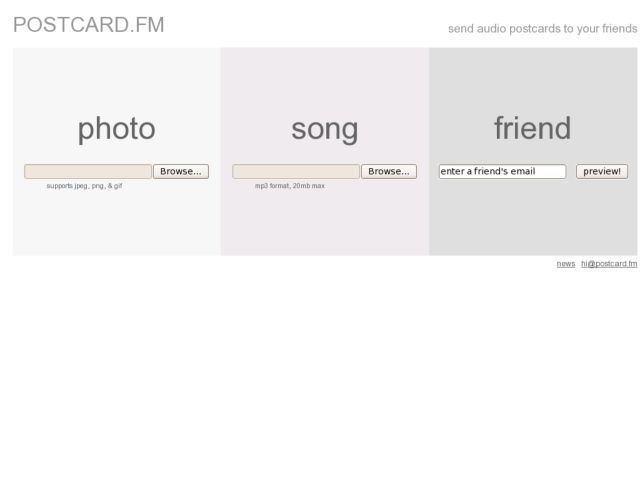 POSTCARD.FM
send audio postcards to your friends
photo
song
friend
Browse...
Browse...
enter a friend's email
preview!
supports jpeg, png, & gif
mp3 format, 20mb max
news hi@postcard.fm